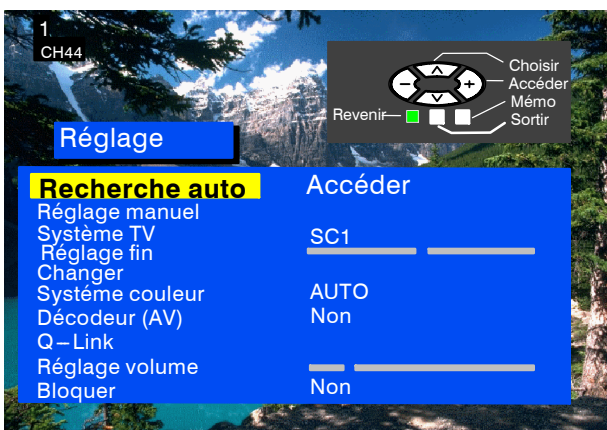 1
CH44
Choisir
Accéder
Mémo
Revenir
Sortir
Réglage
Recherche auto Accéder
Réglage manuel
Système TV SC1
Réglage fin
Changer
Systéme couleur AUTO
Décodeur (AV) Non
Q–Link
Réglage volume
Bloquer Non